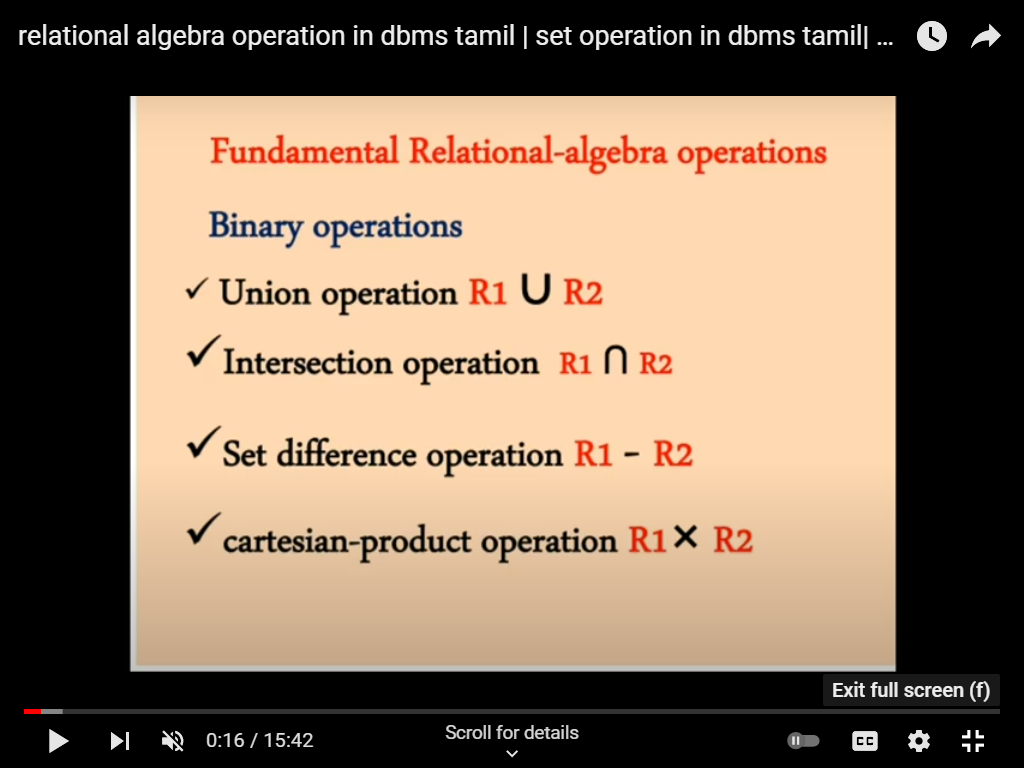 relational algebra operation in dbms tamil | set operation in dbms tamil| ...
Fundamental Relational-algebra operations
Binary operations
✓ Union operation R1 ∪ R2
✓ Intersection operation R1 ∩ R2
✓ Set difference operation R1 - R2
✓ cartesian-product operation R1 × R2
Exit full screen (f)
0:16 / 15:42
Scroll for details
CC